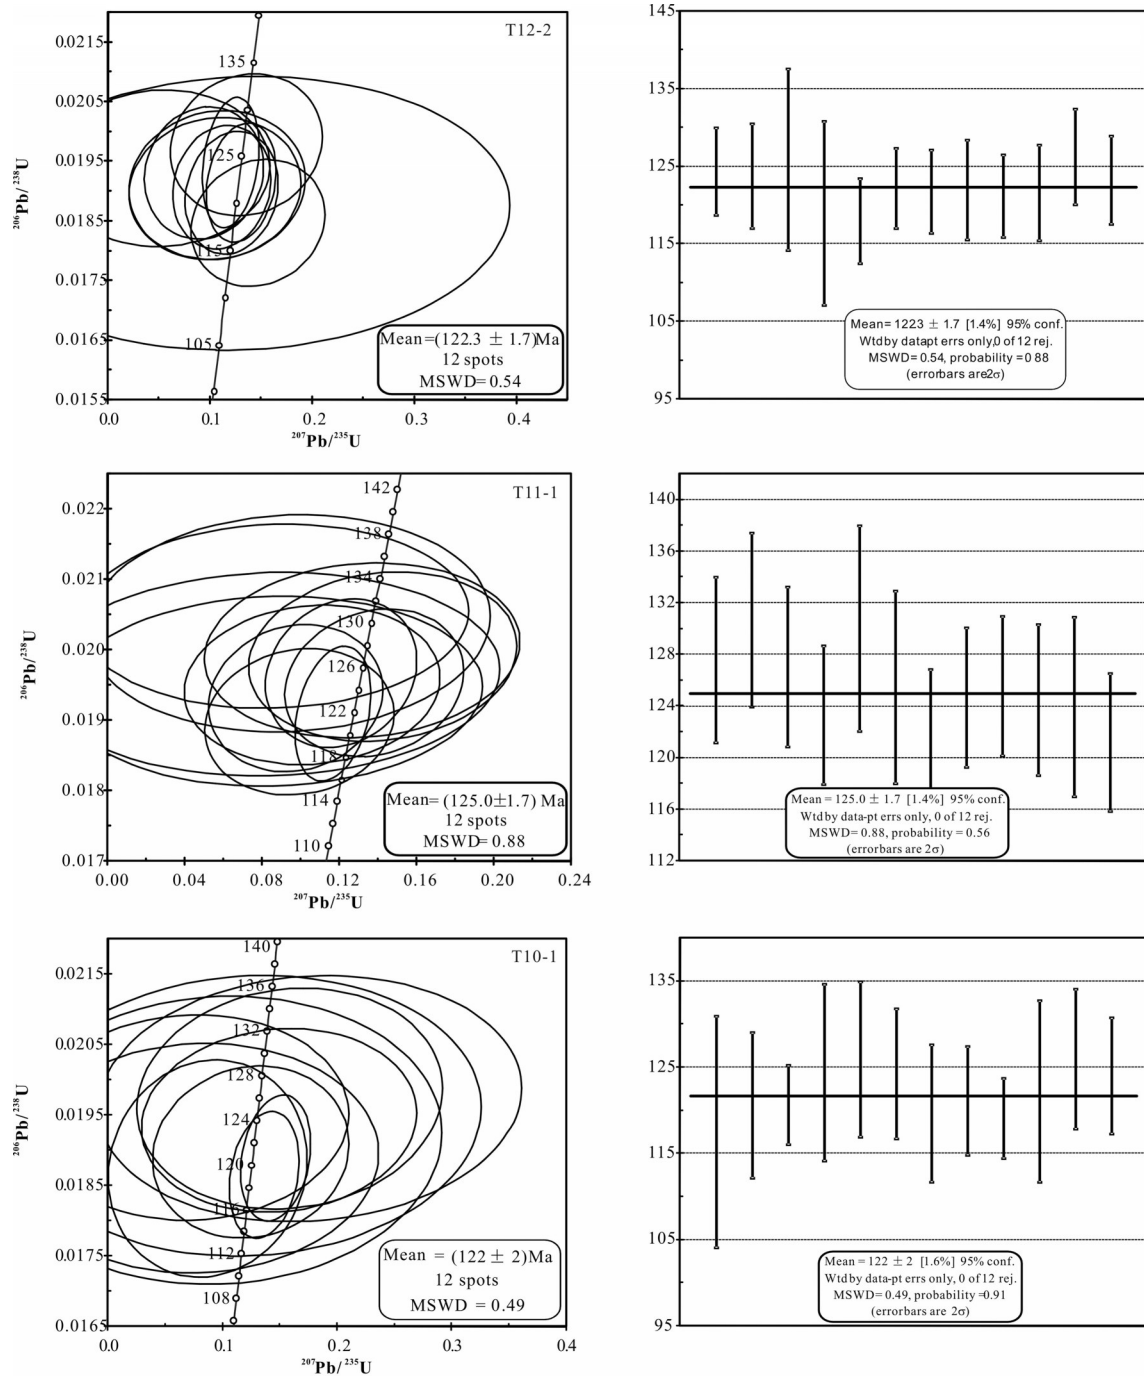 T12-2
0.0215
0.0205
0.0195
0.0185
0.0175
0.0165
0.0155
²⁰⁶Pb/²³⁸U
135
125
115
105
Mean=(122.3 ± 1.7)Ma
12 spots
MSWD= 0.54
0.0 0.1 0.2 0.3 0.4
²⁰⁷Pb/²³⁵U
145
135
125
115
105
95
Mean= 1223 ± 1.7 [1.4%] 95% conf.
Wtdby datapt errs only,0 of 12 rej.
MSWD= 0.54, probability =0 88
(errorbars are2σ)
T11-1
0.022
0.021
0.020
0.019
0.018
0.017
²⁰⁶Pb/²³⁸U
142
138
134
130
126
122
118
114
110
Mean= (125.0±1.7) Ma
12 spots
MSWD= 0.88
0.00 0.04 0.08 0.12 0.16 0.20 0.24
²⁰⁷Pb/²³⁵U
140
136
132
128
124
120
116
112
Mean = 125.0 ± 1.7 [1.4%] 95% conf.
Wtdby data-pt errs only, 0 of 12 rej.
MSWD= 0.88, probability = 0.56
(errorbars are 2σ)
T10-1
0.0215
0.0205
0.0195
0.0185
0.0175
0.0165
²⁰⁶Pb/²³⁸U
140
136
132
128
124
120
116
112
108
Mean = (122 ± 2)Ma
12 spots
MSWD = 0.49
0.0 0.1 0.2 0.3 0.4
²⁰⁷Pb/²³⁵U
135
125
115
105
95
Mean = 122 ± 2 [1.6%] 95% conf.
Wtdby data-pt errs only, 0 of 12 rej.
MSWD= 0.49, probability =0.91
(errorbars are 2σ)